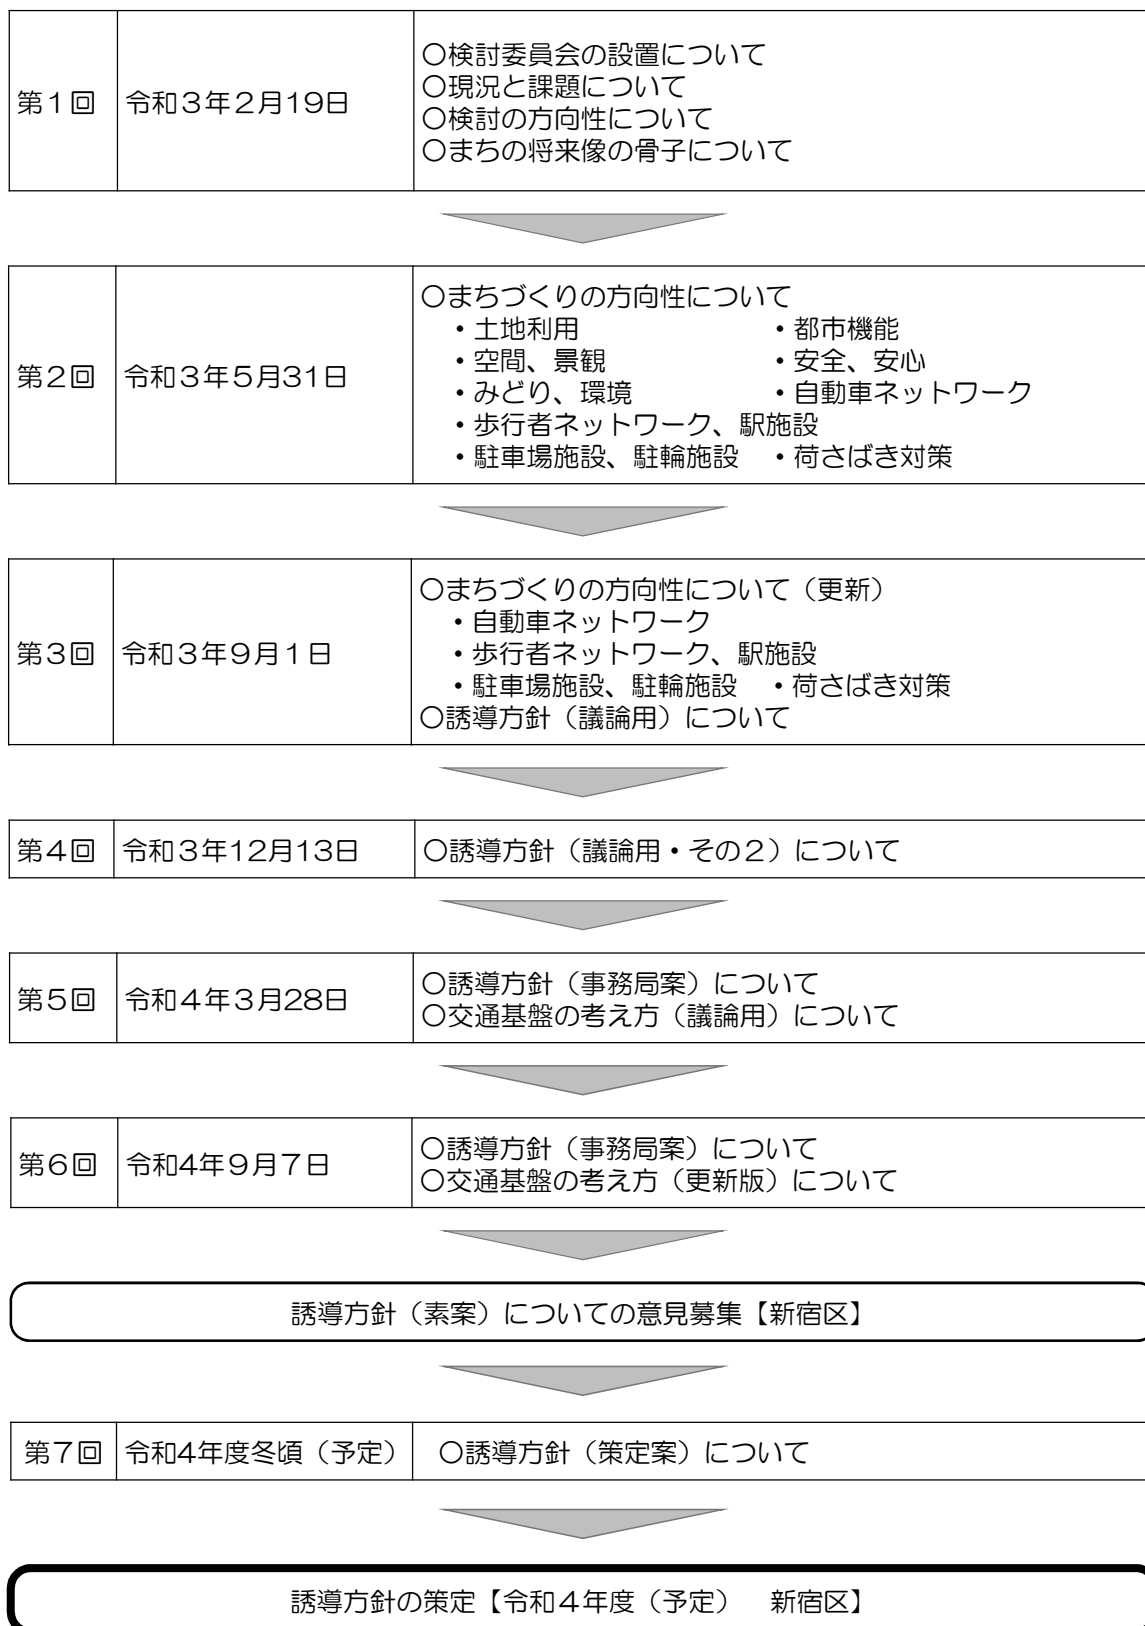 第1回 令和3年2月19日
〇検討委員会の設置について
〇現況と課題について
〇検討の方向性について
〇まちの将来像の骨子について
第2回 令和3年5月31日
〇まちづくりの方向性について
・土地利用 ・都市機能
・空間、景観 ・安全、安心
・みどり、環境 ・自動車ネットワーク
・歩行者ネットワーク、駅施設
・駐車場施設、駐輪施設 ・荷さばき対策
第3回 令和3年9月1日
〇まちづくりの方向性について（更新）
・自動車ネットワーク
・歩行者ネットワーク、駅施設
・駐車場施設、駐輪施設 ・荷さばき対策
〇誘導方針（議論用）について
第4回 令和3年12月13日 〇誘導方針（議論用・その2）について
第5回 令和4年3月28日
〇誘導方針（事務局案）について
〇交通基盤の考え方（議論用）について
第6回 令和4年9月7日
〇誘導方針（事務局案）について
〇交通基盤の考え方（更新版）について
誘導方針（素案）についての意見募集【新宿区】
第7回 令和4年度冬頃（予定） 〇誘導方針（策定案）について
誘導方針の策定【令和4年度（予定） 新宿区】